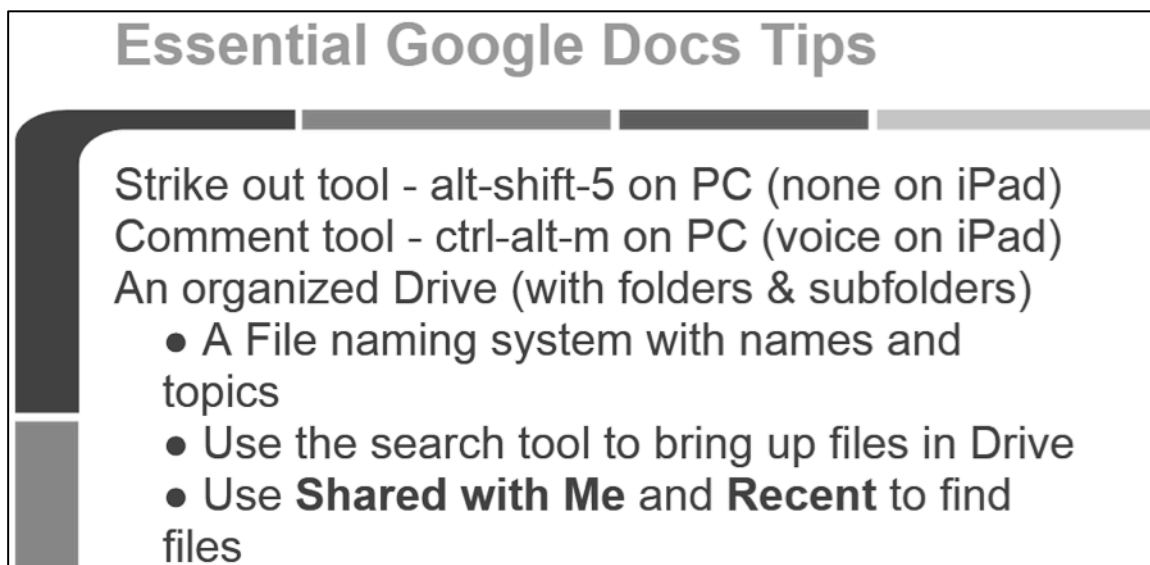 Essential Google Docs Tips
Strike out tool - alt-shift-5 on PC (none on iPad)
Comment tool - ctrl-alt-m on PC (voice on iPad)
An organized Drive (with folders & subfolders)
● A File naming system with names and
topics
● Use the search tool to bring up files in Drive
● Use Shared with Me and Recent to find
files